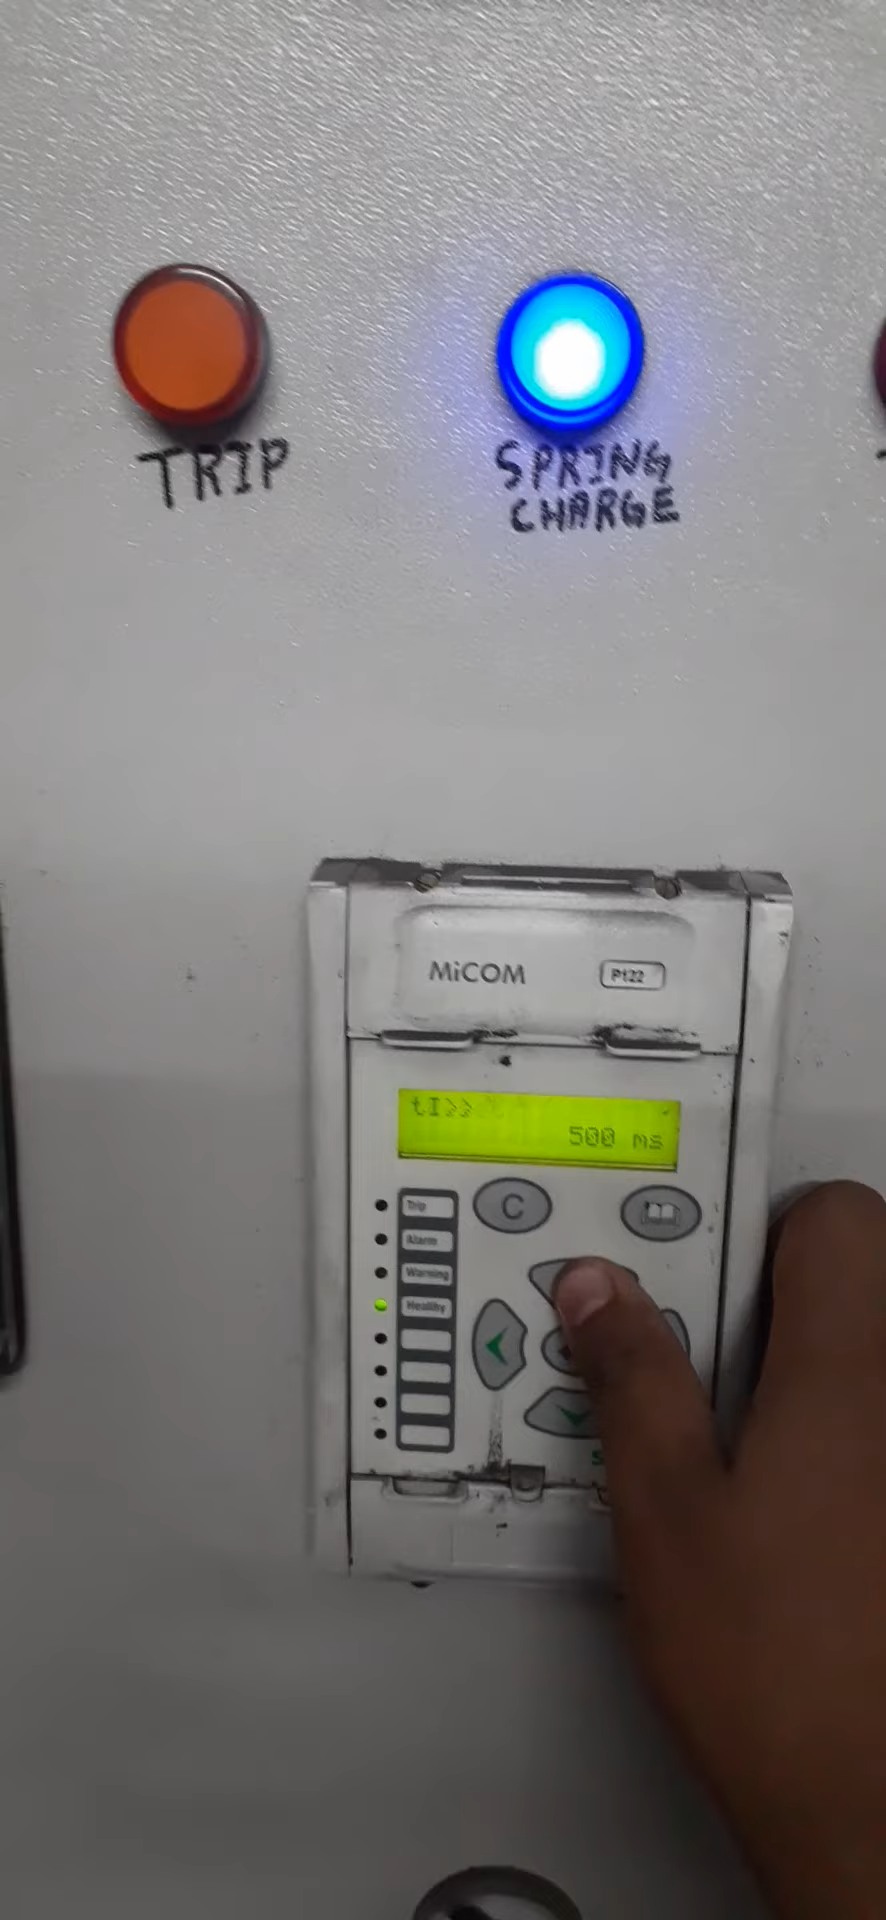 TRIP
SPRING
CHARGE
MiCOM
P122
tI>>
500 ms
C
Trip
Alarm
Warning
Healthy